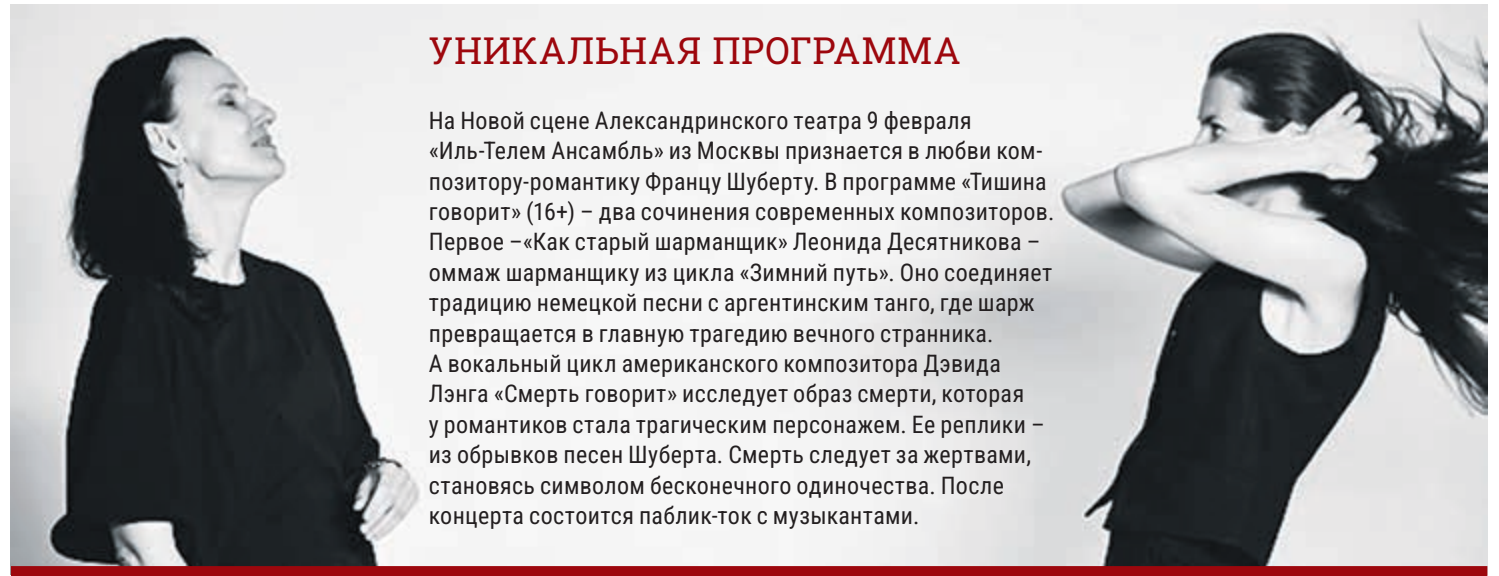 УНИКАЛЬНАЯ ПРОГРАММА
На Новой сцене Александринского театра 9 февраля
«Иль-Телем Ансамбль» из Москвы признается в любви ком-
позитору-романтику Францу Шуберту. В программе «Тишина
говорит» (16+) – два сочинения современных композиторов.
Первое –«Как старый шарманщик» Леонида Десятникова –
оммаж шарманщику из цикла «Зимний путь». Оно соединяет
традицию немецкой песни с аргентинским танго, где шарж
превращается в главную трагедию вечного странника.
А вокальный цикл американского композитора Дэвида
Лэнга «Смерть говорит» исследует образ смерти, которая
у романтиков стала трагическим персонажем. Ее реплики –
из обрывков песен Шуберта. Смерть следует за жертвами,
становясь символом бесконечного одиночества. После
концерта состоится паблик-ток с музыкантами.